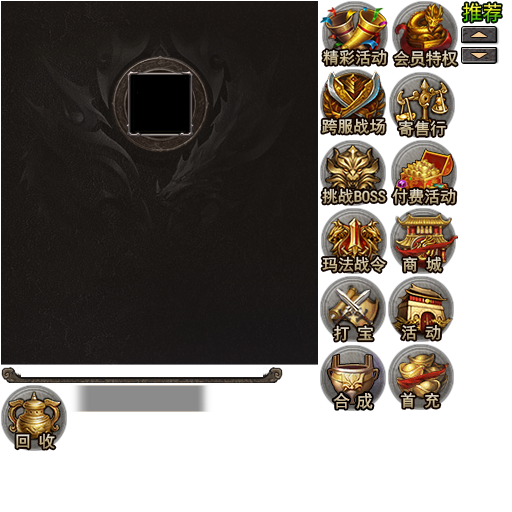 推荐
精彩活动
会员特权
跨服战场
寄售行
挑战BOSS
付费活动
玛法战令
商城
打宝
活动
合成
首充
回收